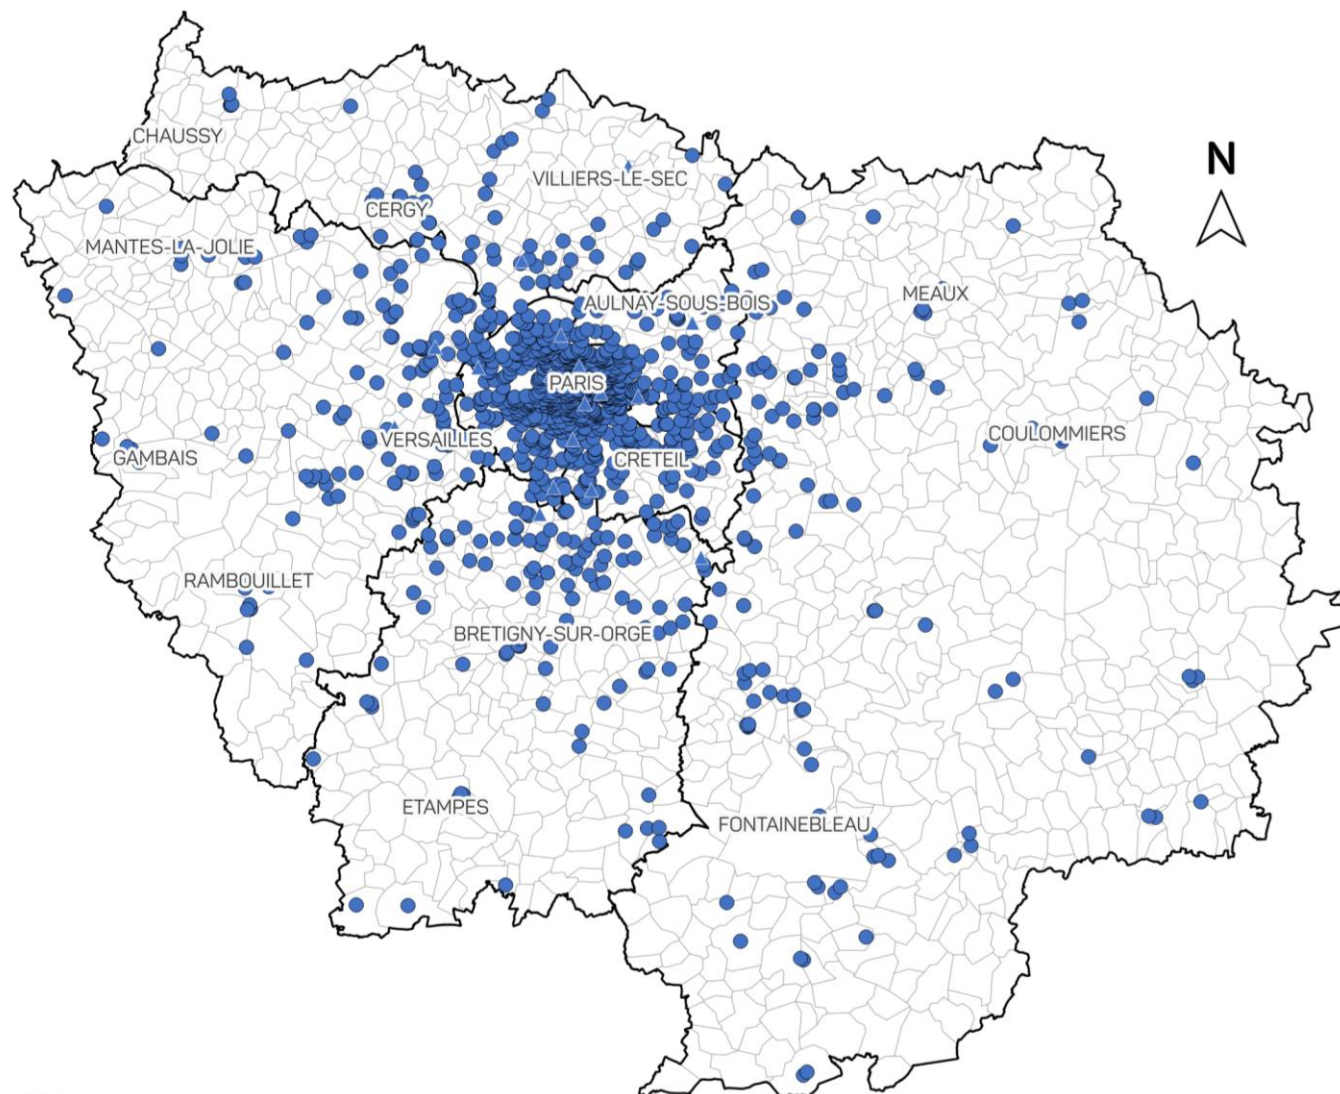 CHAUSSY
N
VILLIERS-LE-SEC
CERGY
MANTES-LA-JOLIE
MEAUX
AULNAY-SOUS-BOIS
PARIS
COULOMMIERS
VERSAILLES
GAMBAIS
CRETEIL
RAMBOUILLET
BRETIGNY-SUR-ORGE
ETAMPES
FONTAINEBLEAU